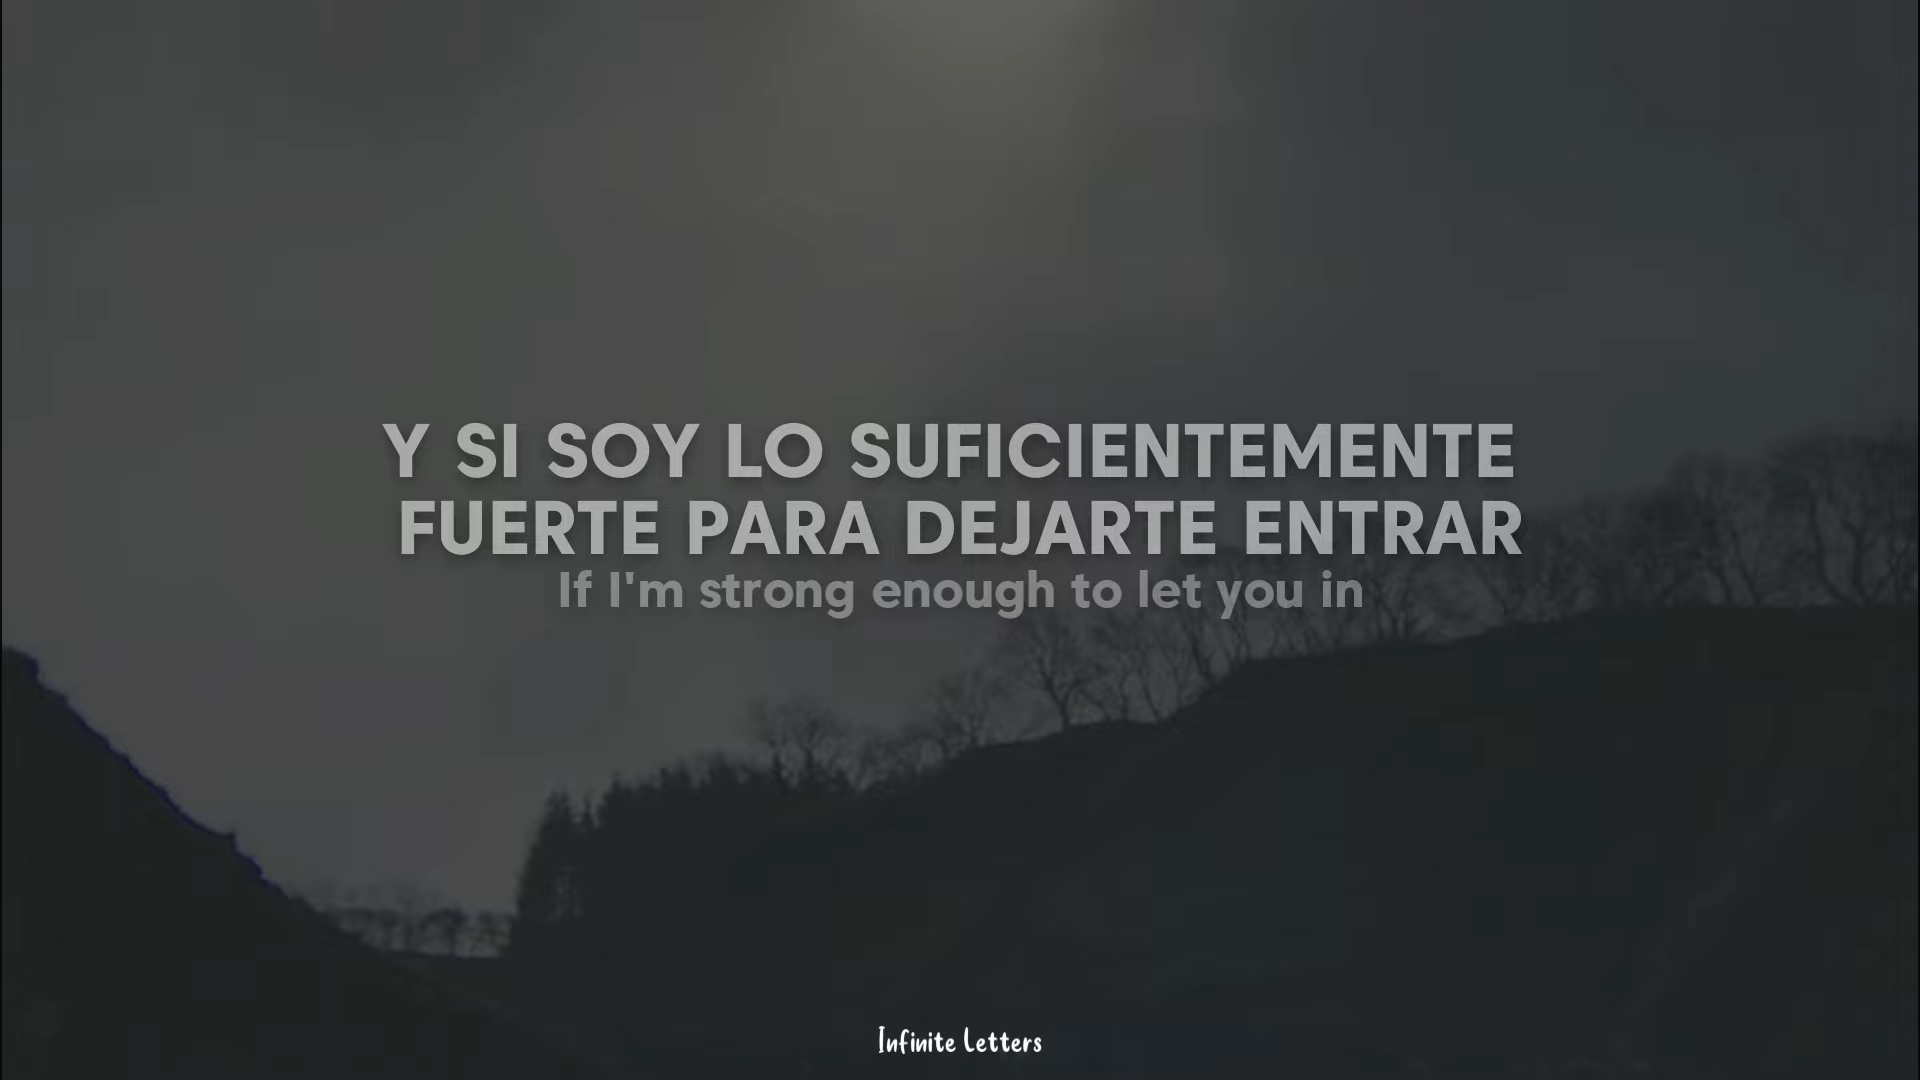 Y SI SOY LO SUFICIENTEMENTE
FUERTE PARA DEJARTE ENTRAR
If I'm strong enough to let you in
Infinite Letters